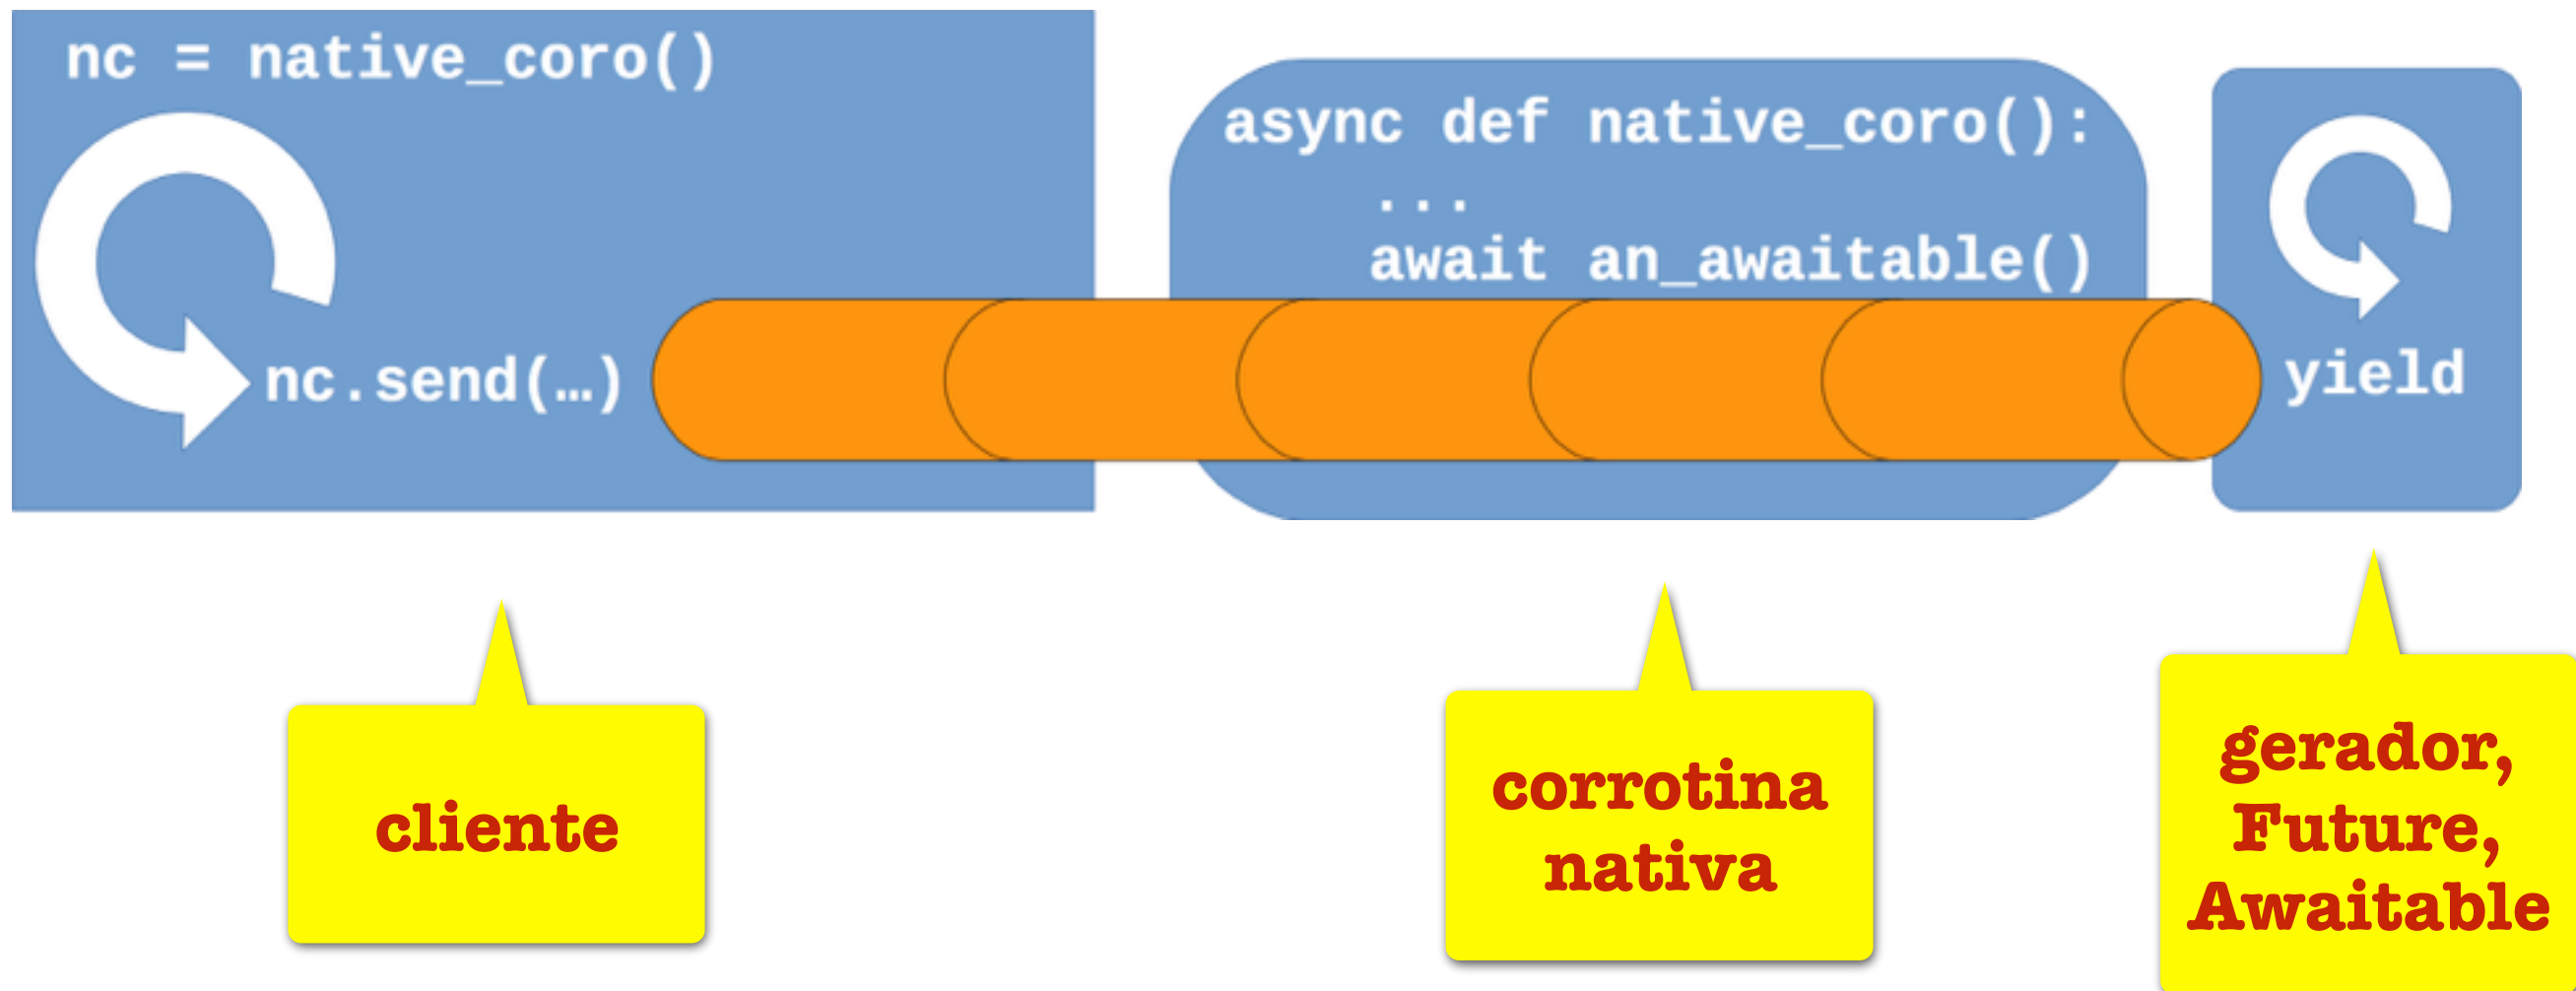 nc = native_coro()
nc.send(…)
async def native_coro():
...
await an_awaitable()
yield
cliente
corrotina
nativa
gerador,
Future,
Awaitable